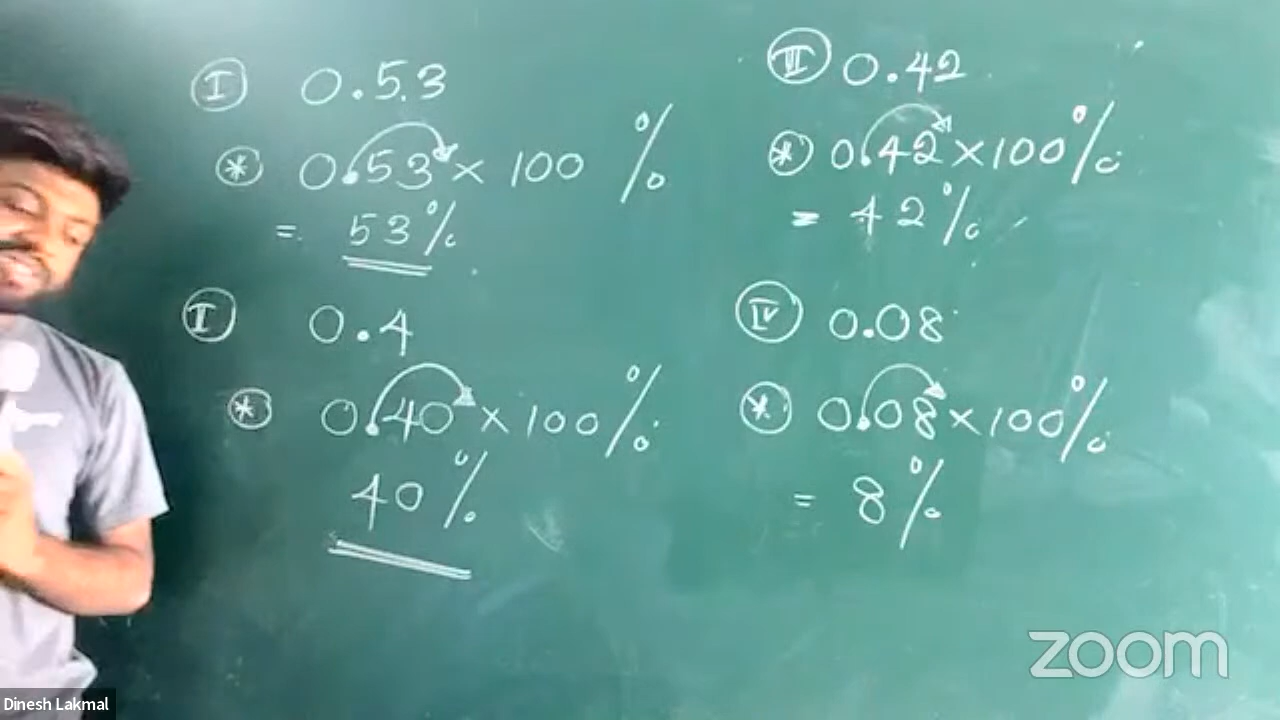 I 0.53
* 0.53 × 100 %
= 53%
I 0.4
* 0.40 × 100%
40%
III 0.42
* 0.42 × 100%
= 42%
IV 0.08
* 0.08 × 100%
= 8%
zoom
Dinesh Lakmal